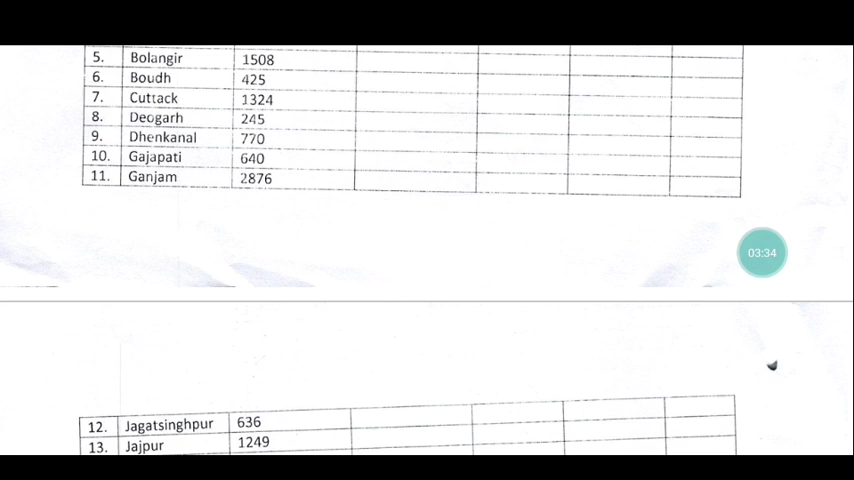 5. Bolangir 1508
6. Boudh 425
7. Cuttack 1324
8. Deogarh 245
9. Dhenkanal 770
10. Gajapati 640
11. Ganjam 2876
03:34
12. Jagatsinghpur 636
13. Jajpur 1249